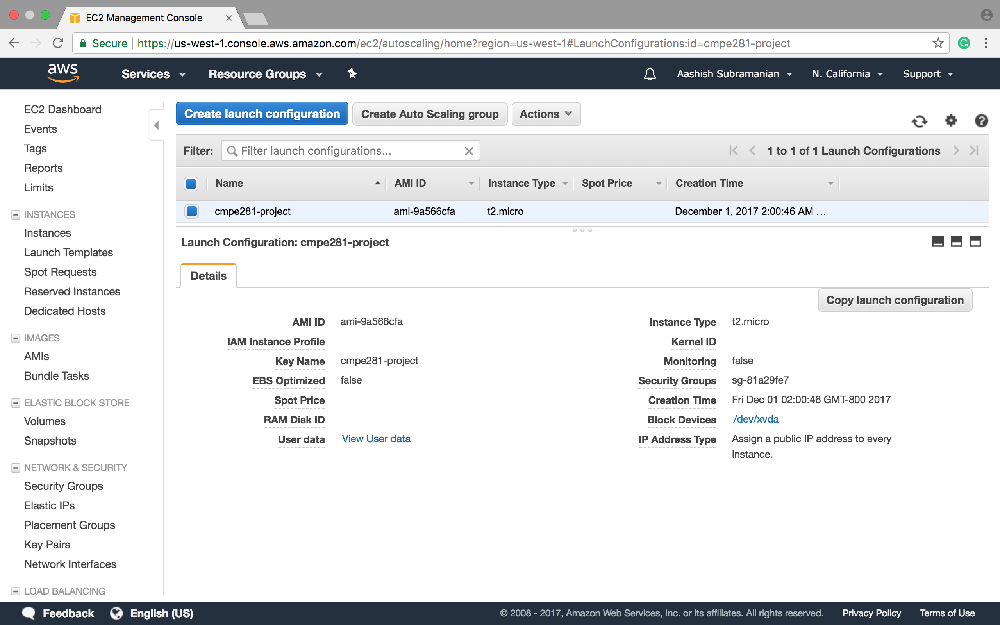 EC2 Management Console
Secure https://us-west-1.console.aws.amazon.com/ec2/autoscaling/home?region=us-west-1#LaunchConfigurations:id=cmpe281-project
aws Services Resource Groups Aashish Subramanian N. California Support
EC2 Dashboard
Events
Tags
Reports
Limits
INSTANCES
Instances
Launch Templates
Spot Requests
Reserved Instances
Dedicated Hosts
IMAGES
AMIs
Bundle Tasks
ELASTIC BLOCK STORE
Volumes
Snapshots
NETWORK & SECURITY
Security Groups
Elastic IPs
Placement Groups
Key Pairs
Network Interfaces
LOAD BALANCING
Create launch configuration Create Auto Scaling group Actions
Filter: Filter launch configurations... 1 to 1 of 1 Launch Configurations
Name AMI ID Instance Type Spot Price Creation Time
cmpe281-project ami-9a566cfa t2.micro December 1, 2017 2:00:46 AM …
Launch Configuration: cmpe281-project
Details
Copy launch configuration
AMI ID ami-9a566cfa
IAM Instance Profile
Key Name cmpe281-project
EBS Optimized false
Spot Price
RAM Disk ID
User data View User data
Instance Type t2.micro
Kernel ID
Monitoring false
Security Groups sg-81a29fe7
Creation Time Fri Dec 01 02:00:46 GMT-800 2017
Block Devices /dev/xvda
IP Address Type Assign a public IP address to every
instance.
Feedback English (US) © 2008 - 2017, Amazon Web Services, Inc. or its affiliates. All rights reserved. Privacy Policy Terms of Use